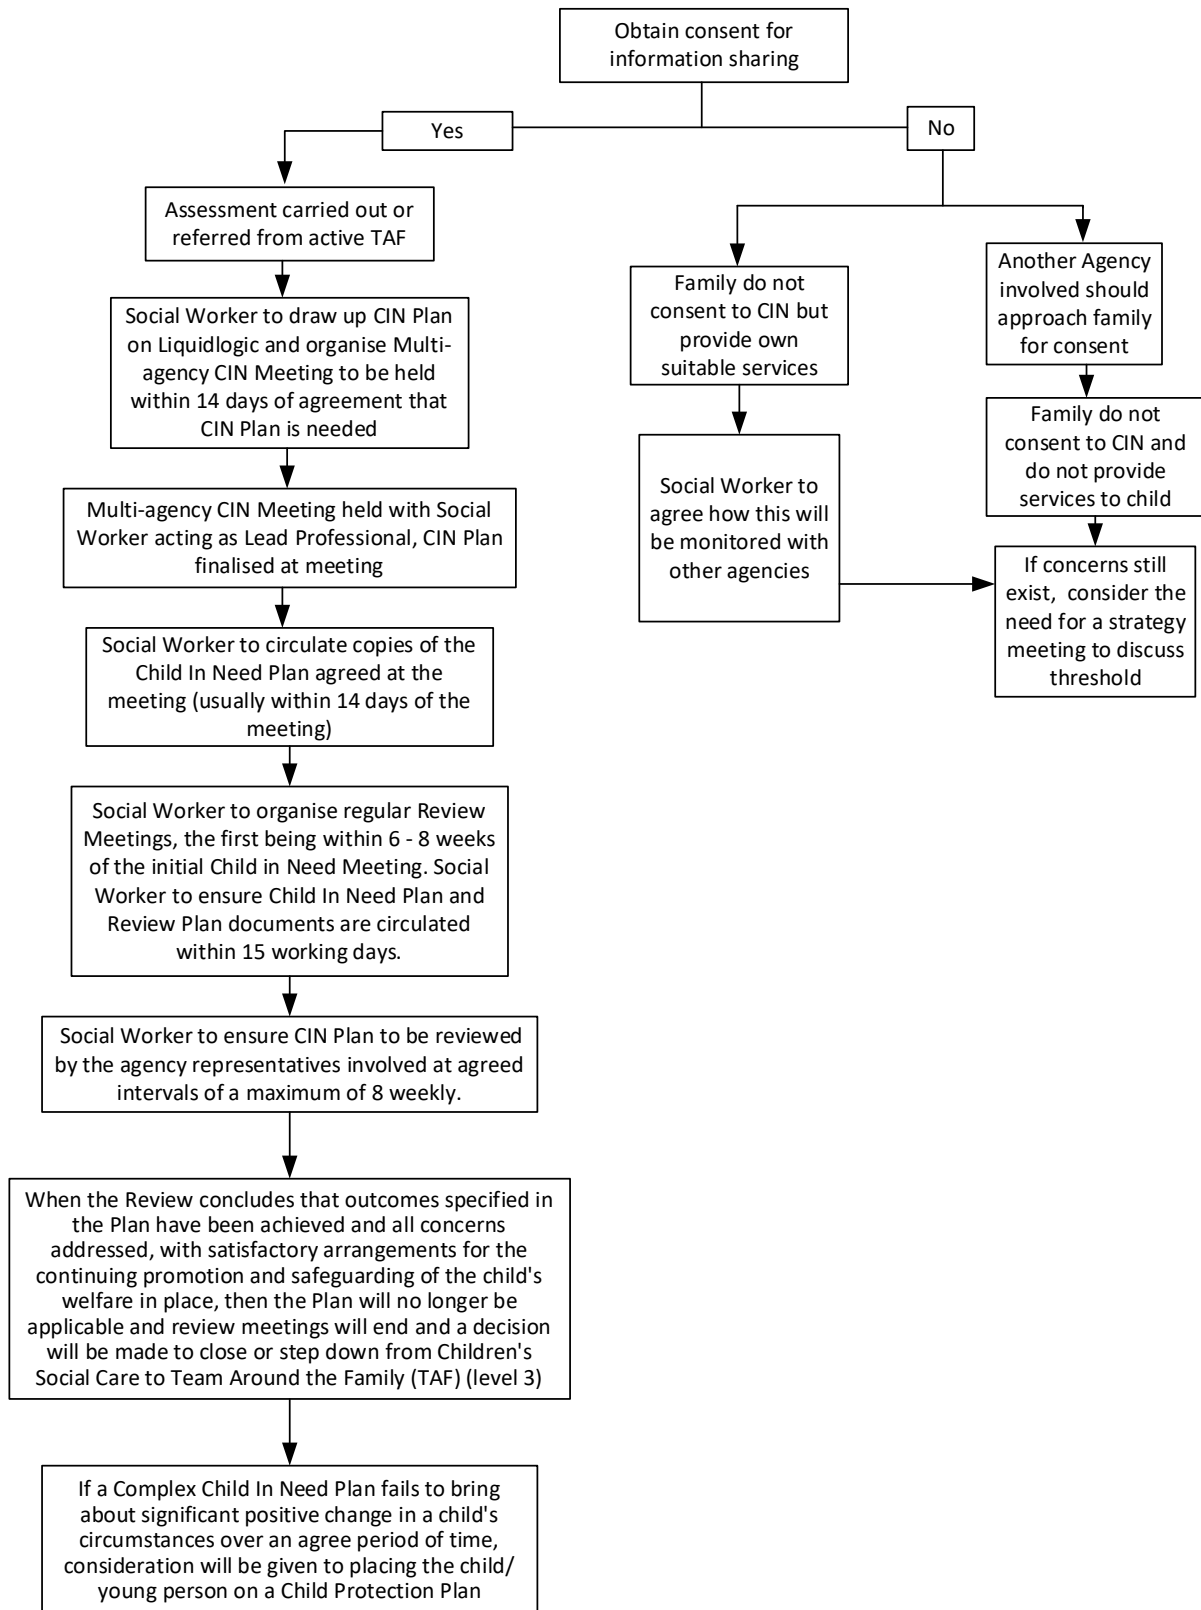 Obtain consent for
information sharing
Yes
No
Assessment carried out or
referred from active TAF
Social Worker to draw up CIN Plan
on Liquidlogic and organise Multi-
agency CIN Meeting to be held
within 14 days of agreement that
CIN Plan is needed
Multi-agency CIN Meeting held with Social
Worker acting as Lead Professional, CIN Plan
finalised at meeting
Social Worker to circulate copies of the
Child In Need Plan agreed at the
meeting (usually within 14 days of the
meeting)
Social Worker to organise regular Review
Meetings, the first being within 6 - 8 weeks
of the initial Child in Need Meeting. Social
Worker to ensure Child In Need Plan and
Review Plan documents are circulated
within 15 working days.
Social Worker to ensure CIN Plan to be reviewed
by the agency representatives involved at agreed
intervals of a maximum of 8 weekly.
When the Review concludes that outcomes specified in
the Plan have been achieved and all concerns
addressed, with satisfactory arrangements for the
continuing promotion and safeguarding of the child's
welfare in place, then the Plan will no longer be
applicable and review meetings will end and a decision
will be made to close or step down from Children's
Social Care to Team Around the Family (TAF) (level 3)
If a Complex Child In Need Plan fails to bring
about significant positive change in a child's
circumstances over an agree period of time,
consideration will be given to placing the child/
young person on a Child Protection Plan
Family do not
consent to CIN but
provide own
suitable services
Social Worker to
agree how this will
be monitored with
other agencies
Another Agency
involved should
approach family
for consent
Family do not
consent to CIN and
do not provide
services to child
If concerns still
exist,  consider the
need for a strategy
meeting to discuss
threshold